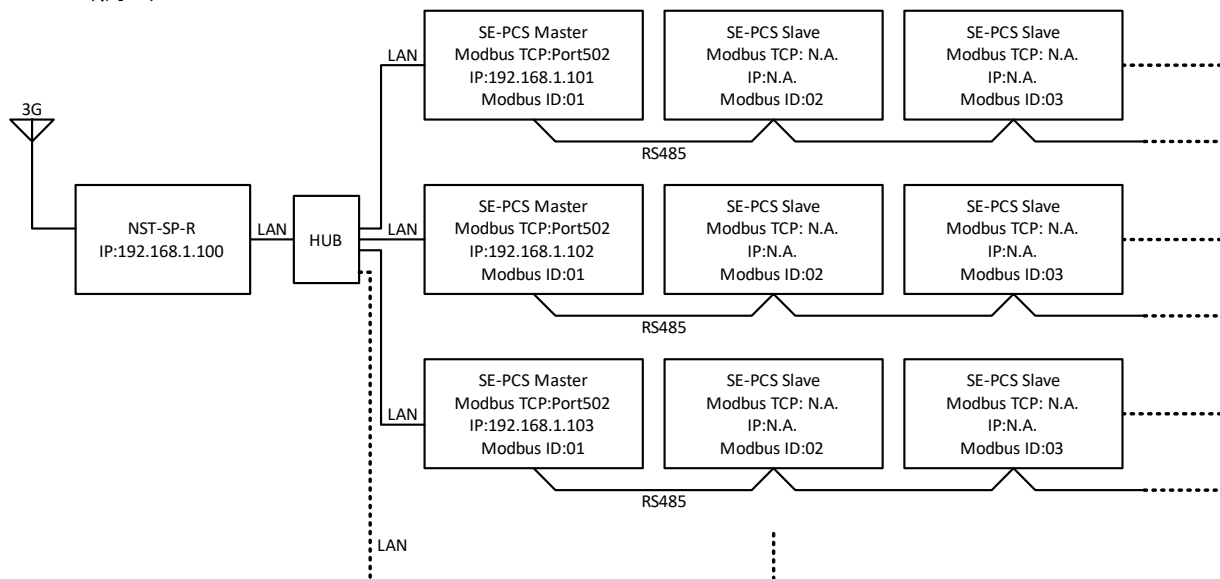 3G
NST-SP-R
IP:192.168.1.100
LAN
HUB
LAN
SE-PCS Master
Modbus TCP:Port502
IP:192.168.1.101
Modbus ID:01
SE-PCS Slave
Modbus TCP: N.A.
IP:N.A.
Modbus ID:02
SE-PCS Slave
Modbus TCP: N.A.
IP:N.A.
Modbus ID:03
RS485
LAN
SE-PCS Master
Modbus TCP:Port502
IP:192.168.1.102
Modbus ID:01
SE-PCS Slave
Modbus TCP: N.A.
IP:N.A.
Modbus ID:02
SE-PCS Slave
Modbus TCP: N.A.
IP:N.A.
Modbus ID:03
RS485
LAN
SE-PCS Master
Modbus TCP:Port502
IP:192.168.1.103
Modbus ID:01
SE-PCS Slave
Modbus TCP: N.A.
IP:N.A.
Modbus ID:02
SE-PCS Slave
Modbus TCP: N.A.
IP:N.A.
Modbus ID:03
RS485
LAN